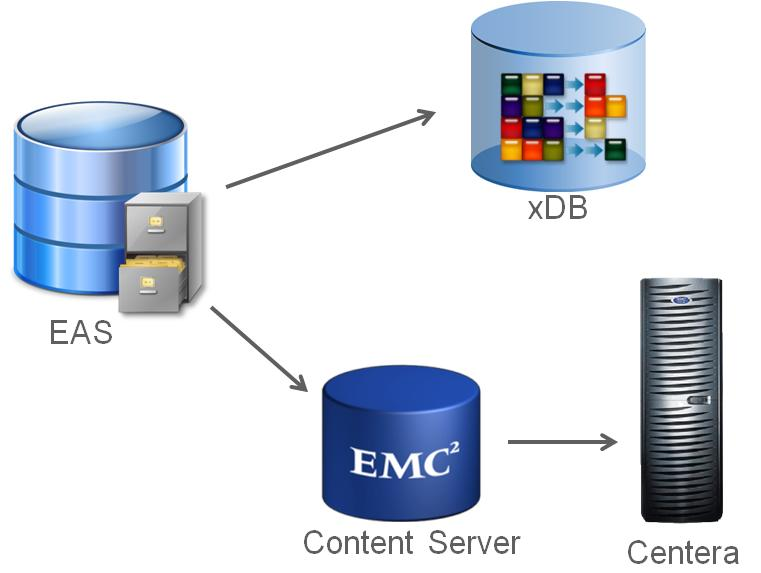 xDB
EAS
EMC²
Content Server
Centera